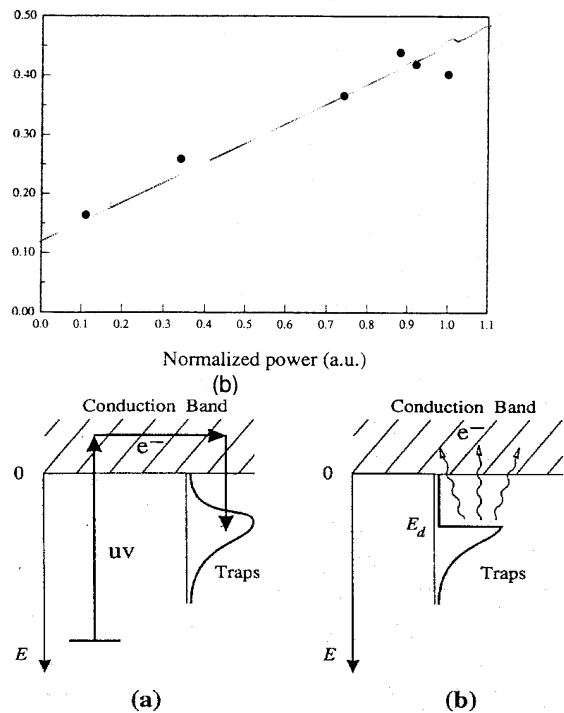 0.50
0.40
0.30
0.20
0.10
0.00
0.0 0.1 0.2 0.3 0.4 0.5 0.6 0.7 0.8 0.9 1.0 1.1
Normalized power (a.u.)
(b)
Conduction Band
e−
0
uv
Traps
E
(a)
Conduction Band
e−
0
E_d
Traps
E
(b)